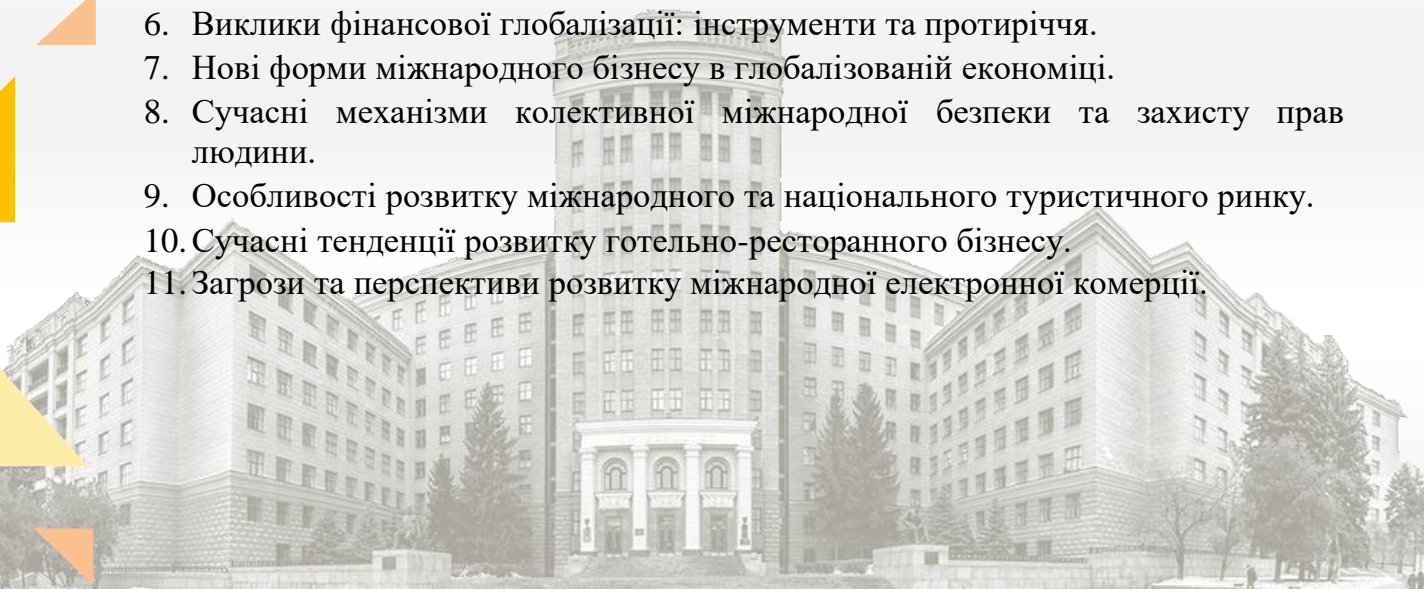 6. Виклики фінансової глобалізації: інструменти та протиріччя.
7. Нові форми міжнародного бізнесу в глобалізованій економіці.
8. Сучасні механізми колективної міжнародної безпеки та захисту прав
людини.
9. Особливості розвитку міжнародного та національного туристичного ринку.
10. Сучасні тенденції розвитку готельно-ресторанного бізнесу.
11. Загрози та перспективи розвитку міжнародної електронної комерції.